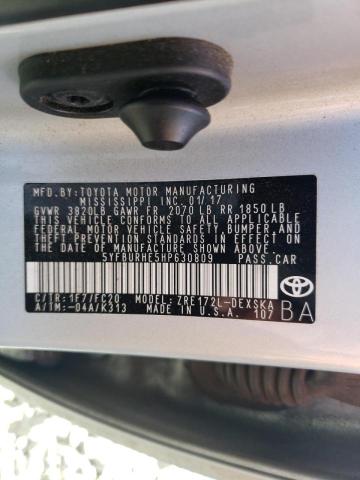 MFD.BY:TOYOTA MOTOR MANUFACTURING
MISSISSIPPI INC. 01/17
GVWR 3820LB GAWR FR 2070 LB RR 1850 LB
THIS VEHICLE CONFORMS TO ALL APPLICABLE
FEDERAL MOTOR VEHICLE SAFETY, BUMPER,AND
THEFT PREVENTION STANDARDS IN EFFECT ON
THE DATE OF MANUFACTURE SHOWN ABOVE.
5YFBURHE5HP630809 PASS.CAR
C/TR: 1F7/FC20 MODEL: ZRE172L-DEXSKA
A/TM:-04A/K313 MADE IN U.S.A. 107
BA
TOYOTA